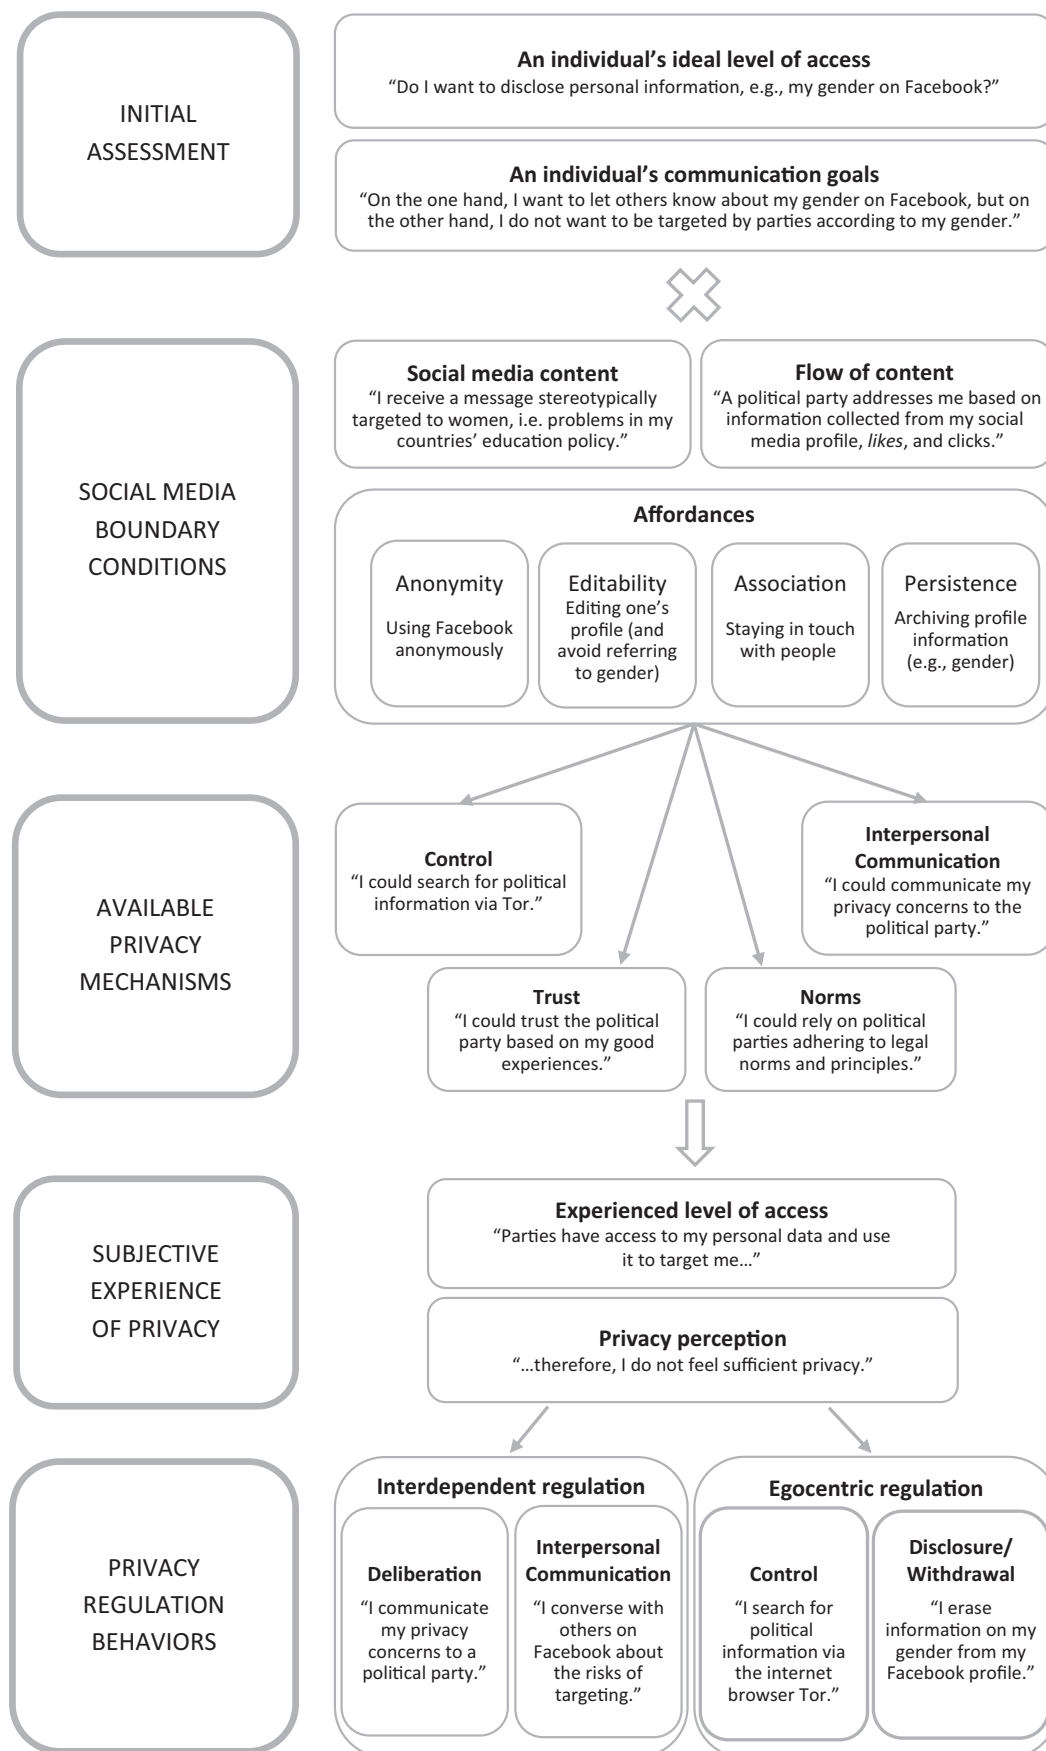 INITIAL
ASSESSMENT
An individual’s ideal level of access
“Do I want to disclose personal information, e.g., my gender on Facebook?”
An individual’s communication goals
“On the one hand, I want to let others know about my gender on Facebook, but on
the other hand, I do not want to be targeted by parties according to my gender.”
SOCIAL MEDIA
BOUNDARY
CONDITIONS
Social media content
“I receive a message stereotypically
targeted to women, i.e. problems in my
countries’ education policy.”
Flow of content
“A political party addresses me based on
information collected from my social
media profile, likes, and clicks.”
Affordances
Anonymity
Using Facebook
anonymously
Editability
Editing one’s
profile (and
avoid referring
to gender)
Association
Staying in touch
with people
Persistence
Archiving profile
information
(e.g., gender)
AVAILABLE
PRIVACY
MECHANISMS
Control
“I could search for political
information via Tor.”
Interpersonal
Communication
“I could communicate my
privacy concerns to the
political party.”
Trust
“I could trust the political
party based on my good
experiences.”
Norms
“I could rely on political
parties adhering to legal
norms and principles.”
SUBJECTIVE
EXPERIENCE
OF PRIVACY
Experienced level of access
“Parties have access to my personal data and use
it to target me…”
Privacy perception
“…therefore, I do not feel sufficient privacy.”
PRIVACY
REGULATION
BEHAVIORS
Interdependent regulation
Deliberation
“I communicate
my privacy
concerns to a
political party.”
Interpersonal
Communication
“I converse with
others on
Facebook about
the risks of
targeting.”
Egocentric regulation
Control
“I search for
political
information via
the internet
browser Tor.”
Disclosure/
Withdrawal
“I erase
information on my
gender from my
Facebook profile.”